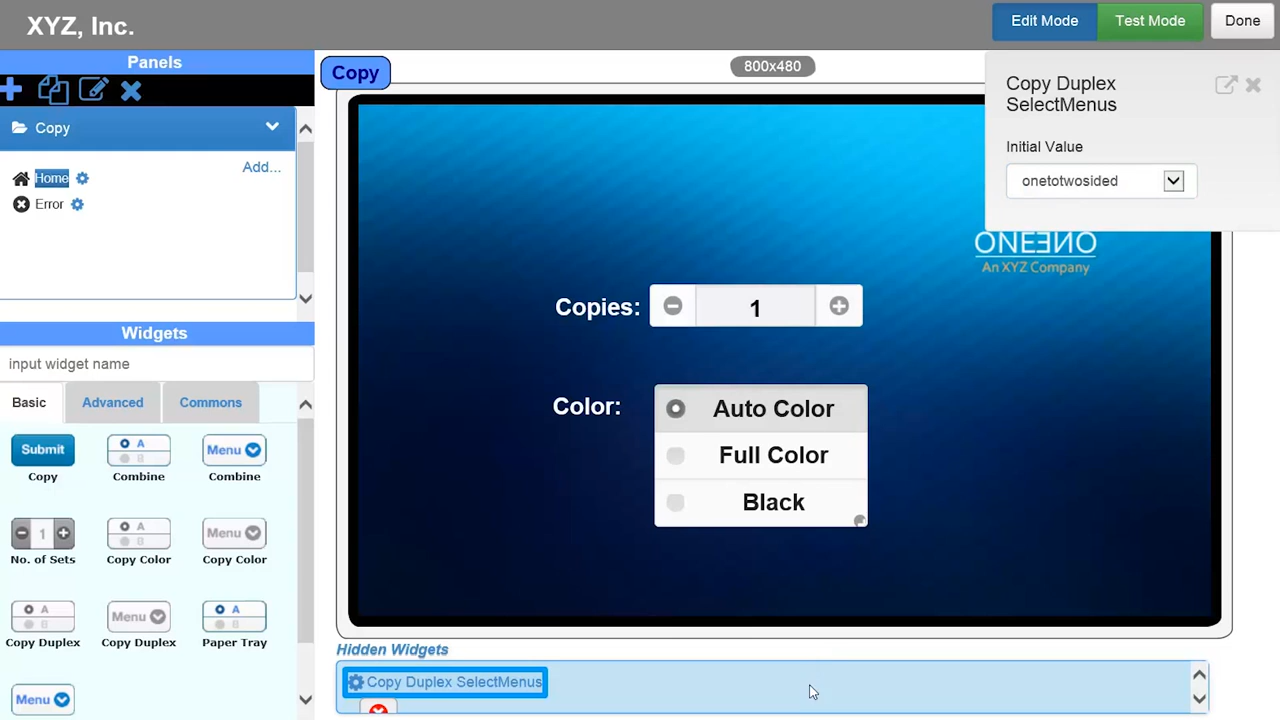 XYZ, Inc.
Edit Mode
Test Mode
Done
Panels
Copy
Home
Add...
Error
Widgets
input widget name
Basic
Advanced
Commons
Submit
Copy
A
B
Combine
Menu
Combine
1
No. of Sets
A
B
Copy Color
Menu
Copy Color
A
B
Copy Duplex
Menu
Copy Duplex
A
B
Paper Tray
Menu
Copy
800x480
ONEENO
An XYZ Company
Copies:
1
Color:
Auto Color
Full Color
Black
Copy Duplex
SelectMenus
Initial Value
onetotwosided
Hidden Widgets
Copy Duplex SelectMenus